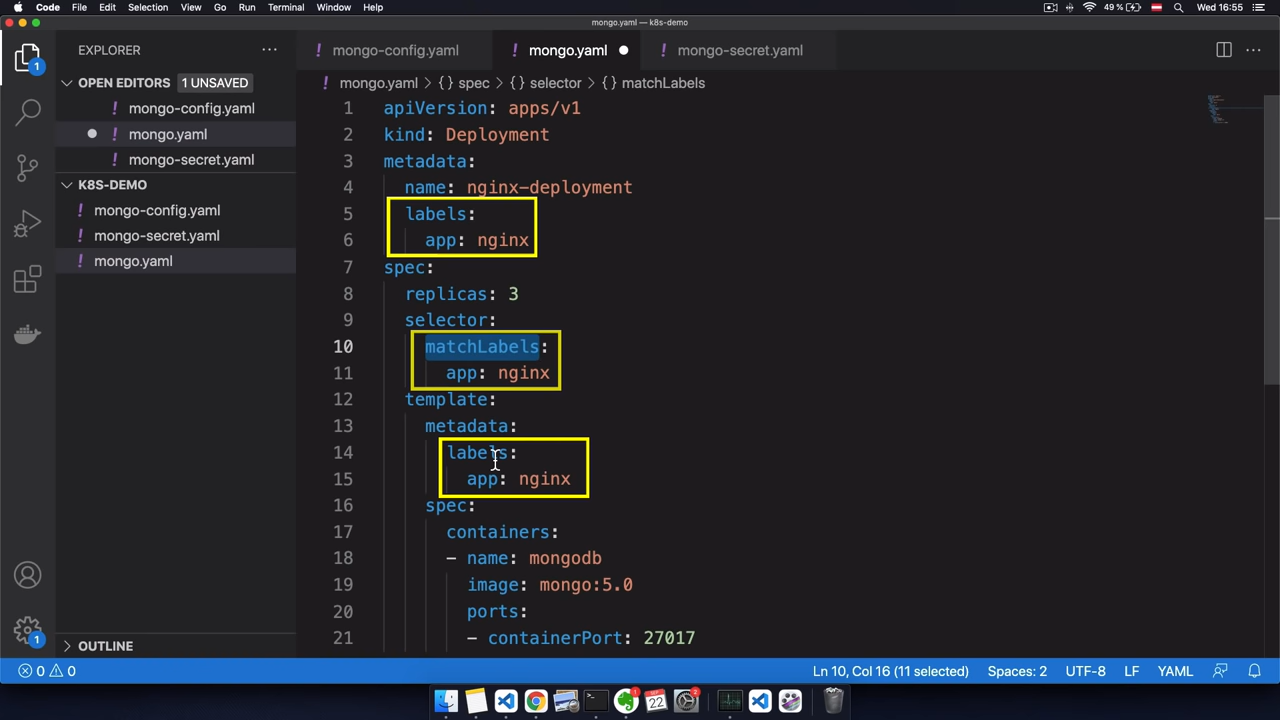 Code File Edit Selection View Go Run Terminal Window Help 49 % Wed 16:55
mongo.yaml — k8s-demo
EXPLORER
mongo-config.yaml
mongo.yaml
mongo-secret.yaml
OPEN EDITORS 1 UNSAVED
mongo-config.yaml
mongo.yaml
mongo-secret.yaml
K8S-DEMO
mongo-config.yaml
mongo-secret.yaml
mongo.yaml
OUTLINE
mongo.yaml > {} spec > {} selector > {} matchLabels
1 apiVersion: apps/v1
2 kind: Deployment
3 metadata:
4 name: nginx-deployment
5 labels:
6 app: nginx
7 spec:
8 replicas: 3
9 selector:
10 matchLabels:
11 app: nginx
12 template:
13 metadata:
14 labels:
15 app: nginx
16 spec:
17 containers:
18 - name: mongodb
19 image: mongo:5.0
20 ports:
21 - containerPort: 27017
0 0 Ln 10, Col 16 (11 selected) Spaces: 2 UTF-8 LF YAML